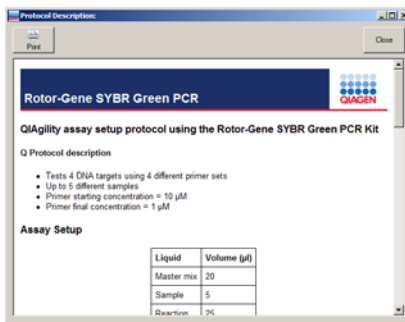 Protocol Description:
Print
Close
Rotor-Gene SYBR Green PCR
QIAGEN
QIAgility assay setup protocol using the Rotor-Gene SYBR Green PCR Kit
Q Protocol description
Tests 4 DNA targets using 4 different primer sets
Up to 5 different samples
Primer starting concentration = 10 µM
Primer final concentration = 1 µM
Assay Setup
Liquid Volume (µl)
Master mix 20
Sample 5
Reaction 25